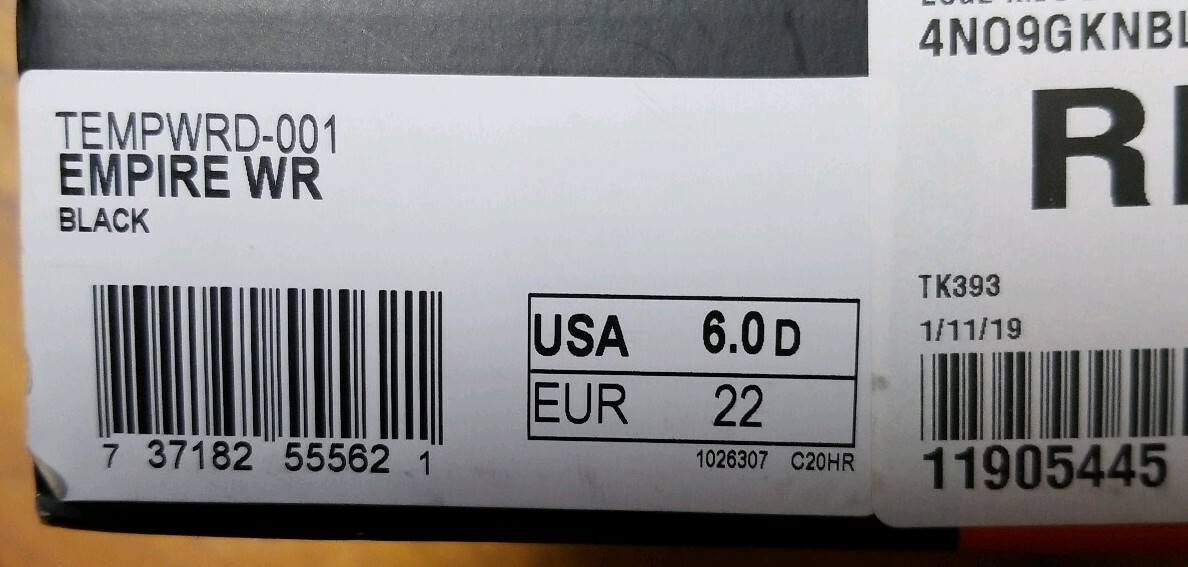 TEMPWRD-001
EMPIRE WR
BLACK
7 37182 55562 1
USA 6.0 D
EUR 22
1026307 C20HR
4NO9GKNBL
R
TK393
1/11/19
11905445